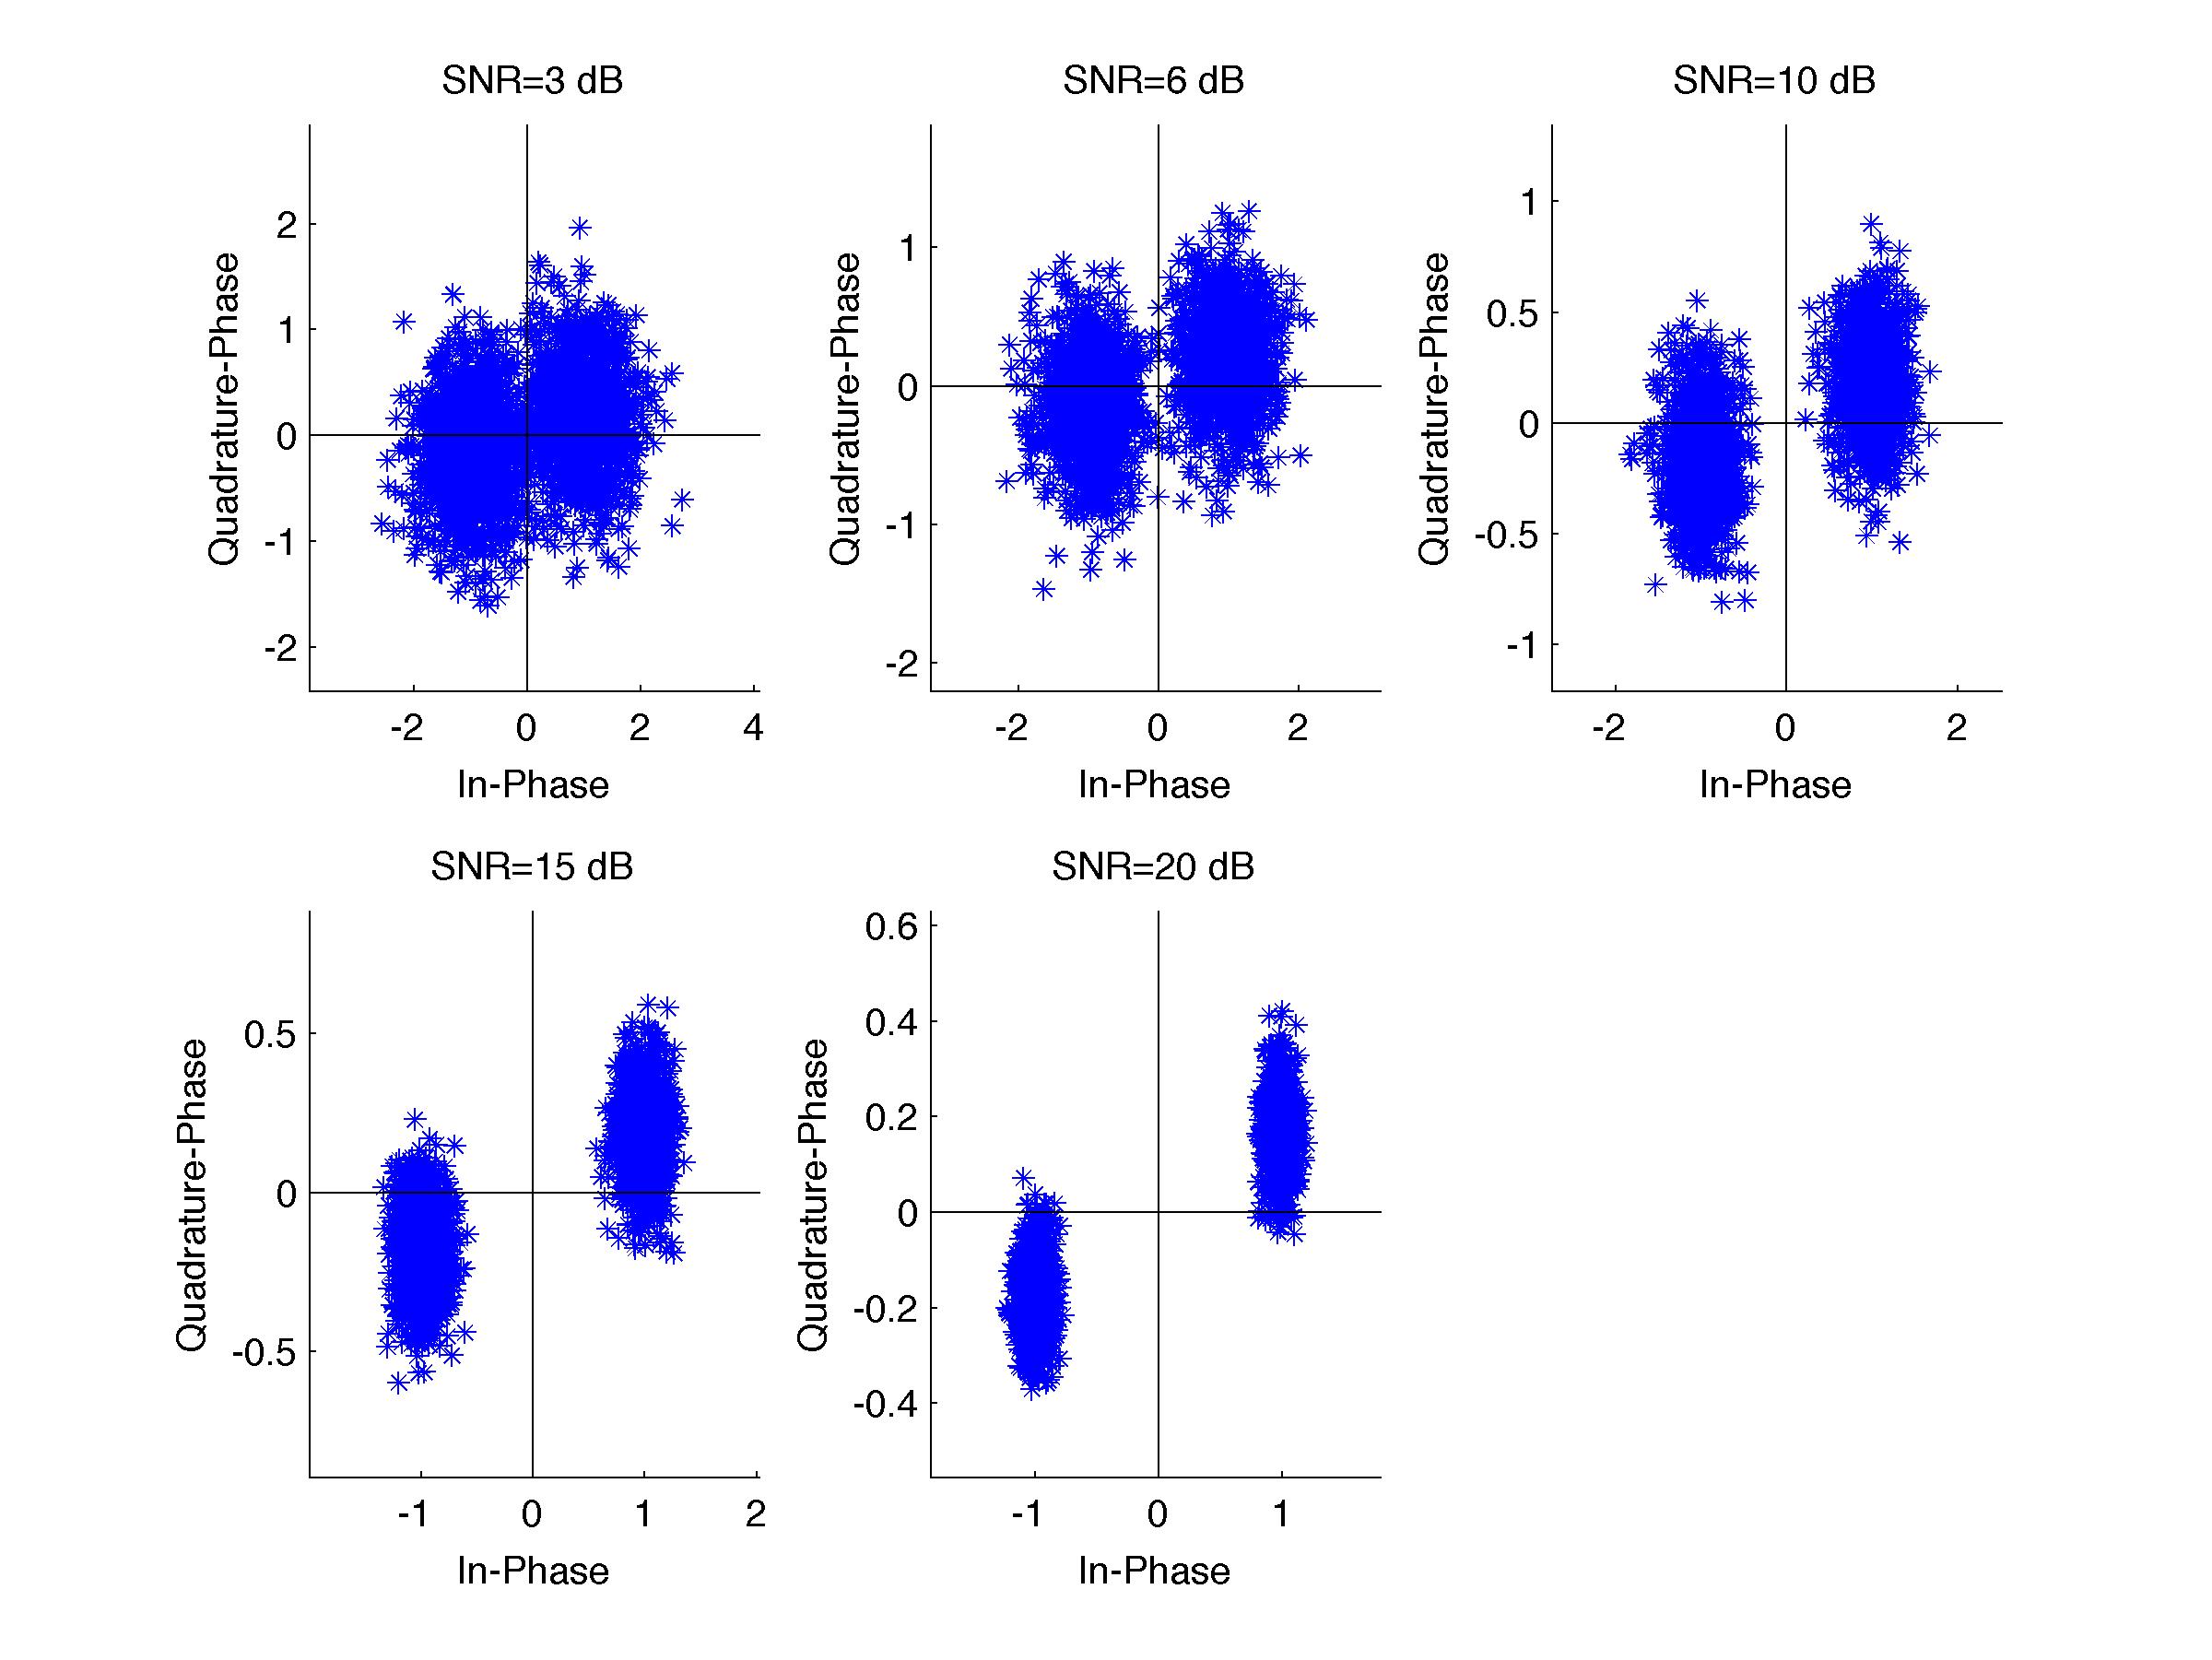 SNR=3 dB
2
1
0
-1
-2
Quadrature-Phase
-2 0 2 4
In-Phase
SNR=6 dB
1
0
-1
-2
Quadrature-Phase
-2 0 2
In-Phase
SNR=10 dB
1
0.5
0
-0.5
-1
Quadrature-Phase
-2 0 2
In-Phase
SNR=15 dB
0.5
0
-0.5
Quadrature-Phase
-1 0 1 2
In-Phase
SNR=20 dB
0.6
0.4
0.2
0
-0.2
-0.4
Quadrature-Phase
-1 0 1
In-Phase